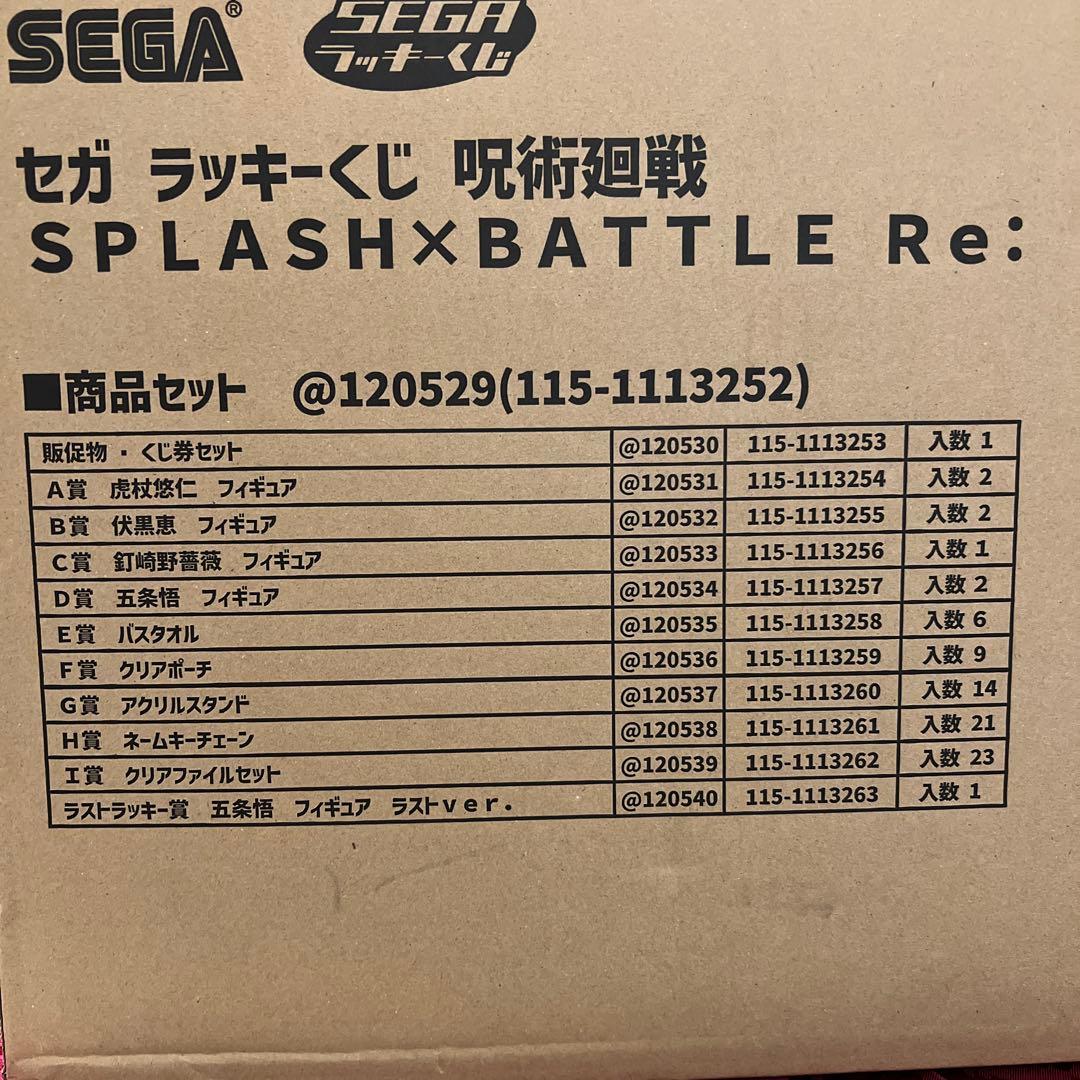 SEGA®
SEGA
ラッキーくじ
セガ ラッキーくじ 呪術廻戦
SPLASH×BATTLE Re:
■商品セット @120529(115-1113252)
販促物・くじ券セット @120530 115-1113253 入数 1
A賞 虎杖悠仁 フィギュア @120531 115-1113254 入数 2
B賞 伏黒恵 フィギュア @120532 115-1113255 入数 2
C賞 釘崎野薔薇 フィギュア @120533 115-1113256 入数 1
D賞 五条悟 フィギュア @120534 115-1113257 入数 2
E賞 バスタオル @120535 115-1113258 入数 6
F賞 クリアポーチ @120536 115-1113259 入数 9
G賞 アクリルスタンド @120537 115-1113260 入数 14
H賞 ネームキーチェーン @120538 115-1113261 入数 21
I賞 クリアファイルセット @120539 115-1113262 入数 23
ラストラッキー賞 五条悟 フィギュア ラストver. @120540 115-1113263 入数 1